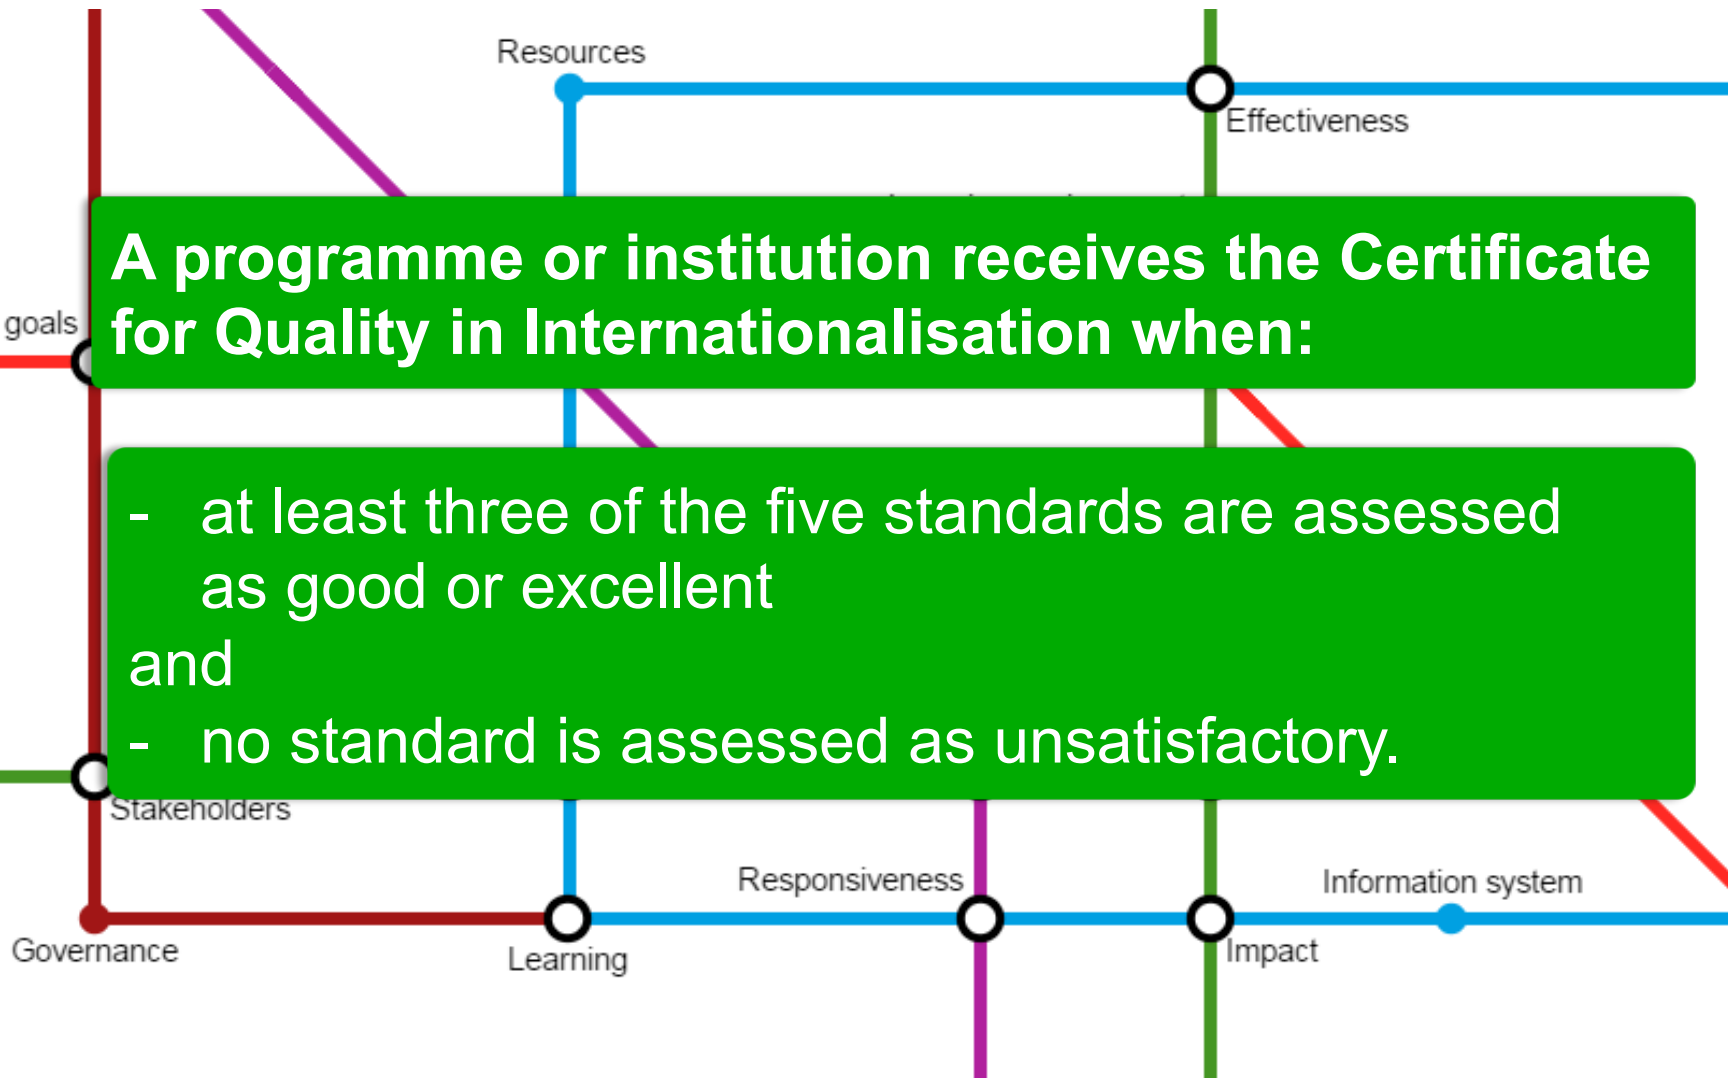 Resources
Effectiveness
A programme or institution receives the Certificate
for Quality in Internationalisation when:
goals
- at least three of the five standards are assessed
as good or excellent
and
- no standard is assessed as unsatisfactory.
Stakeholders
Responsiveness
Information system
Governance
Learning
Impact